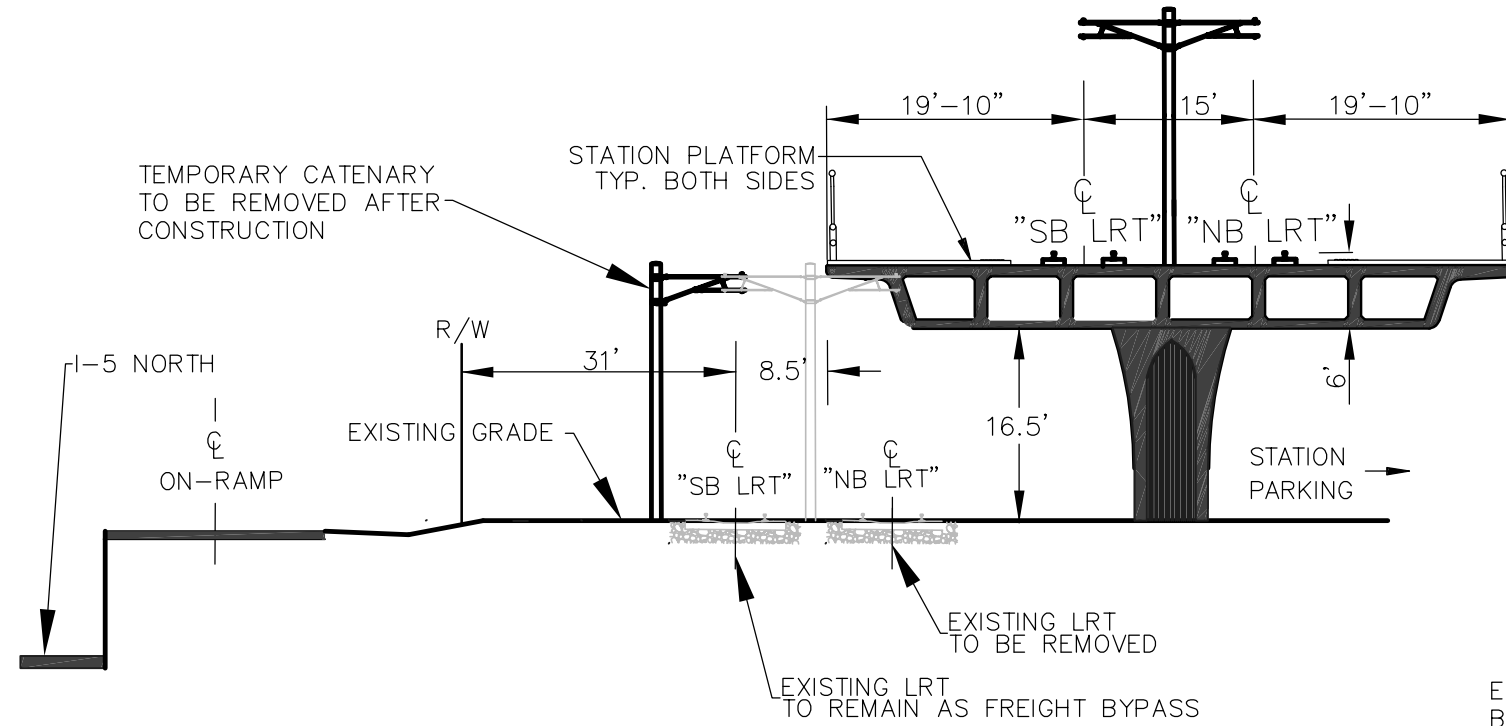 19'-10" 15' 19'-10"
STATION PLATFORM
TYP. BOTH SIDES
TEMPORARY CATENARY
TO BE REMOVED AFTER
CONSTRUCTION
℄ ℄
"SB LRT" "NB LRT"
R/W
I-5 NORTH
31' 8.5'
6'
16.5'
EXISTING GRADE
℄
ON-RAMP
℄ ℄
"SB LRT" "NB LRT"
STATION
PARKING
EXISTING LRT
TO BE REMOVED
EXISTING LRT
TO REMAIN AS FREIGHT BYPASS